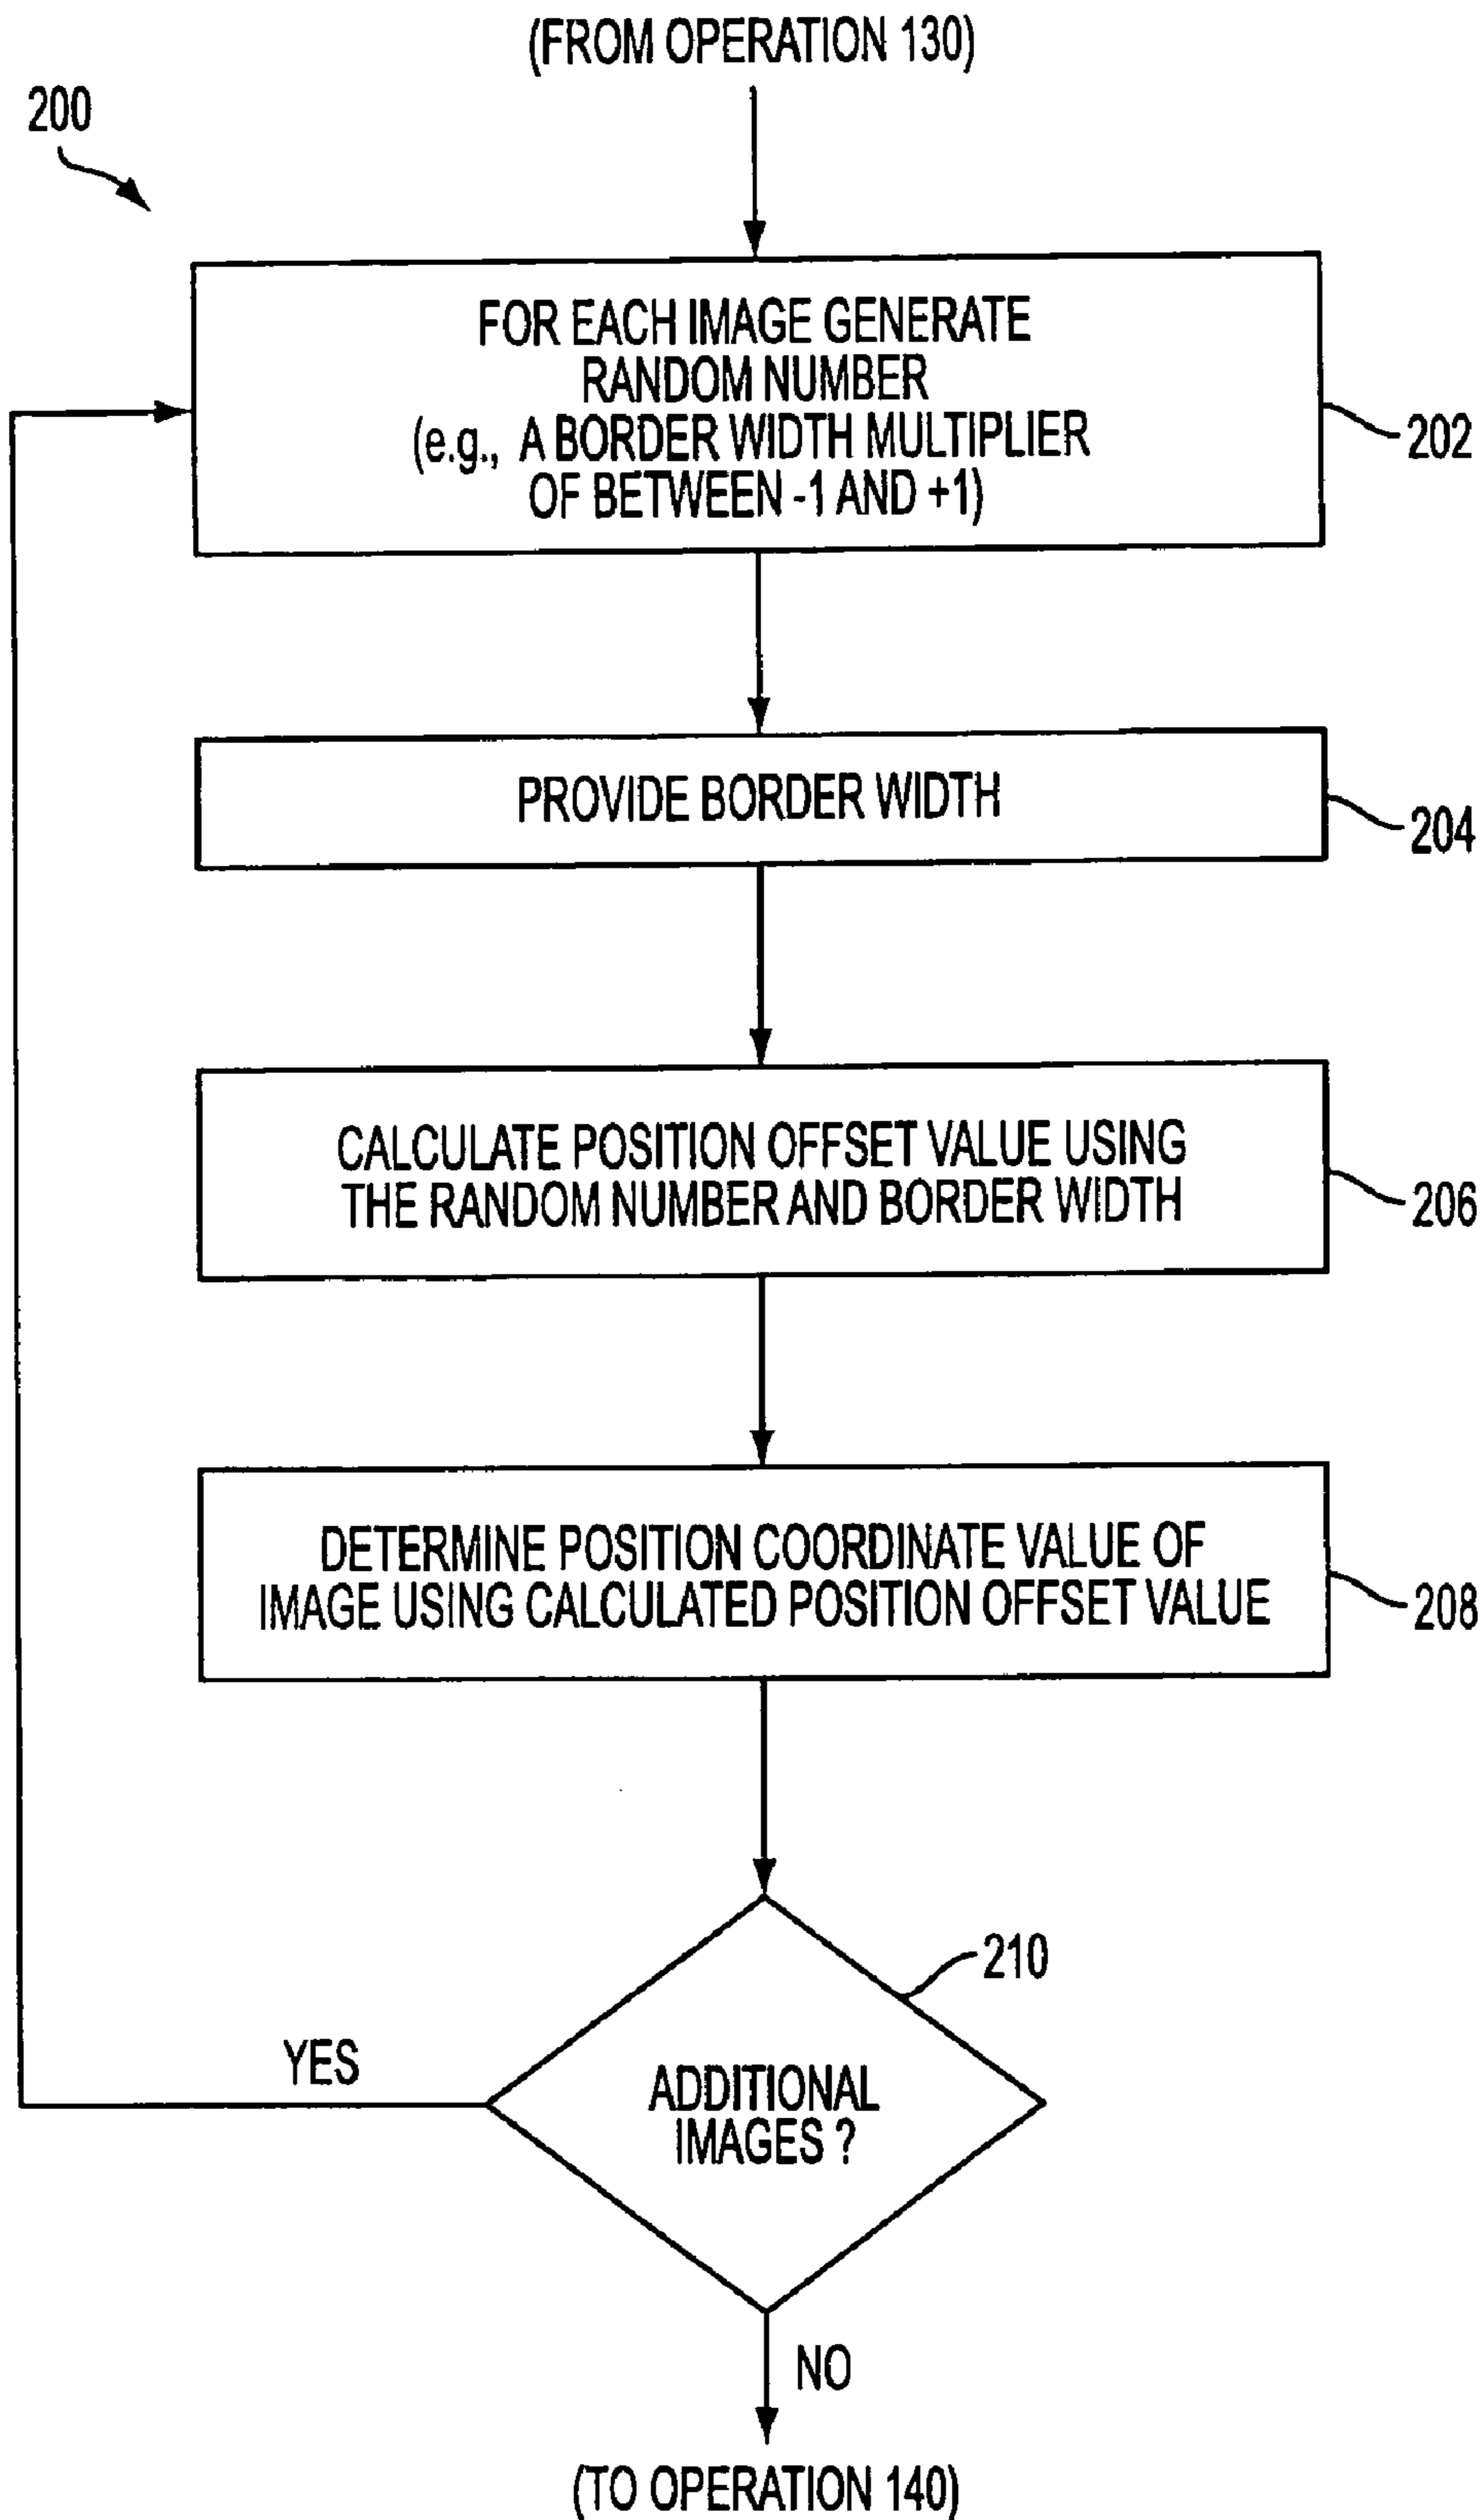 (FROM OPERATION 130)
200
FOR EACH IMAGE GENERATE
RANDOM NUMBER
(e.g., A BORDER WIDTH MULTIPLIER
OF BETWEEN -1 AND +1)
202
PROVIDE BORDER WIDTH
204
CALCULATE POSITION OFFSET VALUE USING
THE RANDOM NUMBER AND BORDER WIDTH
206
DETERMINE POSITION COORDINATE VALUE OF
IMAGE USING CALCULATED POSITION OFFSET VALUE
208
210
YES
ADDITIONAL
IMAGES ?
NO
(TO OPERATION 140)